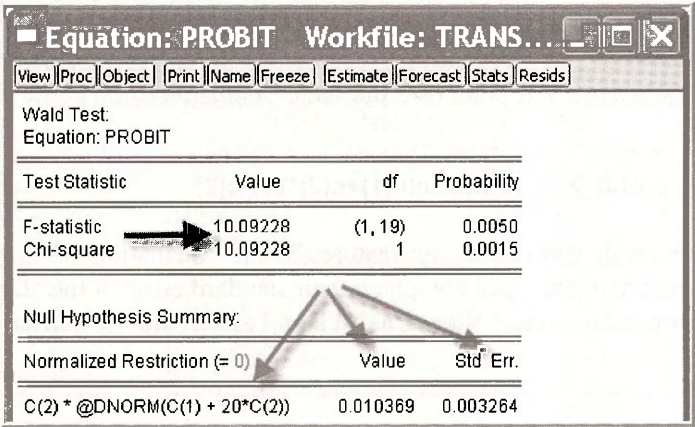 Equation: PROBIT Workfile: TRANS...
View Proc Object Print Name Freeze Estimate Forecast Stats Resids
Wald Test:
Equation: PROBIT
Test Statistic Value df Probability
F-statistic 10.09228 (1, 19) 0.0050
Chi-square 10.09228 1 0.0015
Null Hypothesis Summary:
Normalized Restriction (= 0) Value Std. Err.
C(2) * @DNORM(C(1) + 20*C(2)) 0.010369 0.003264